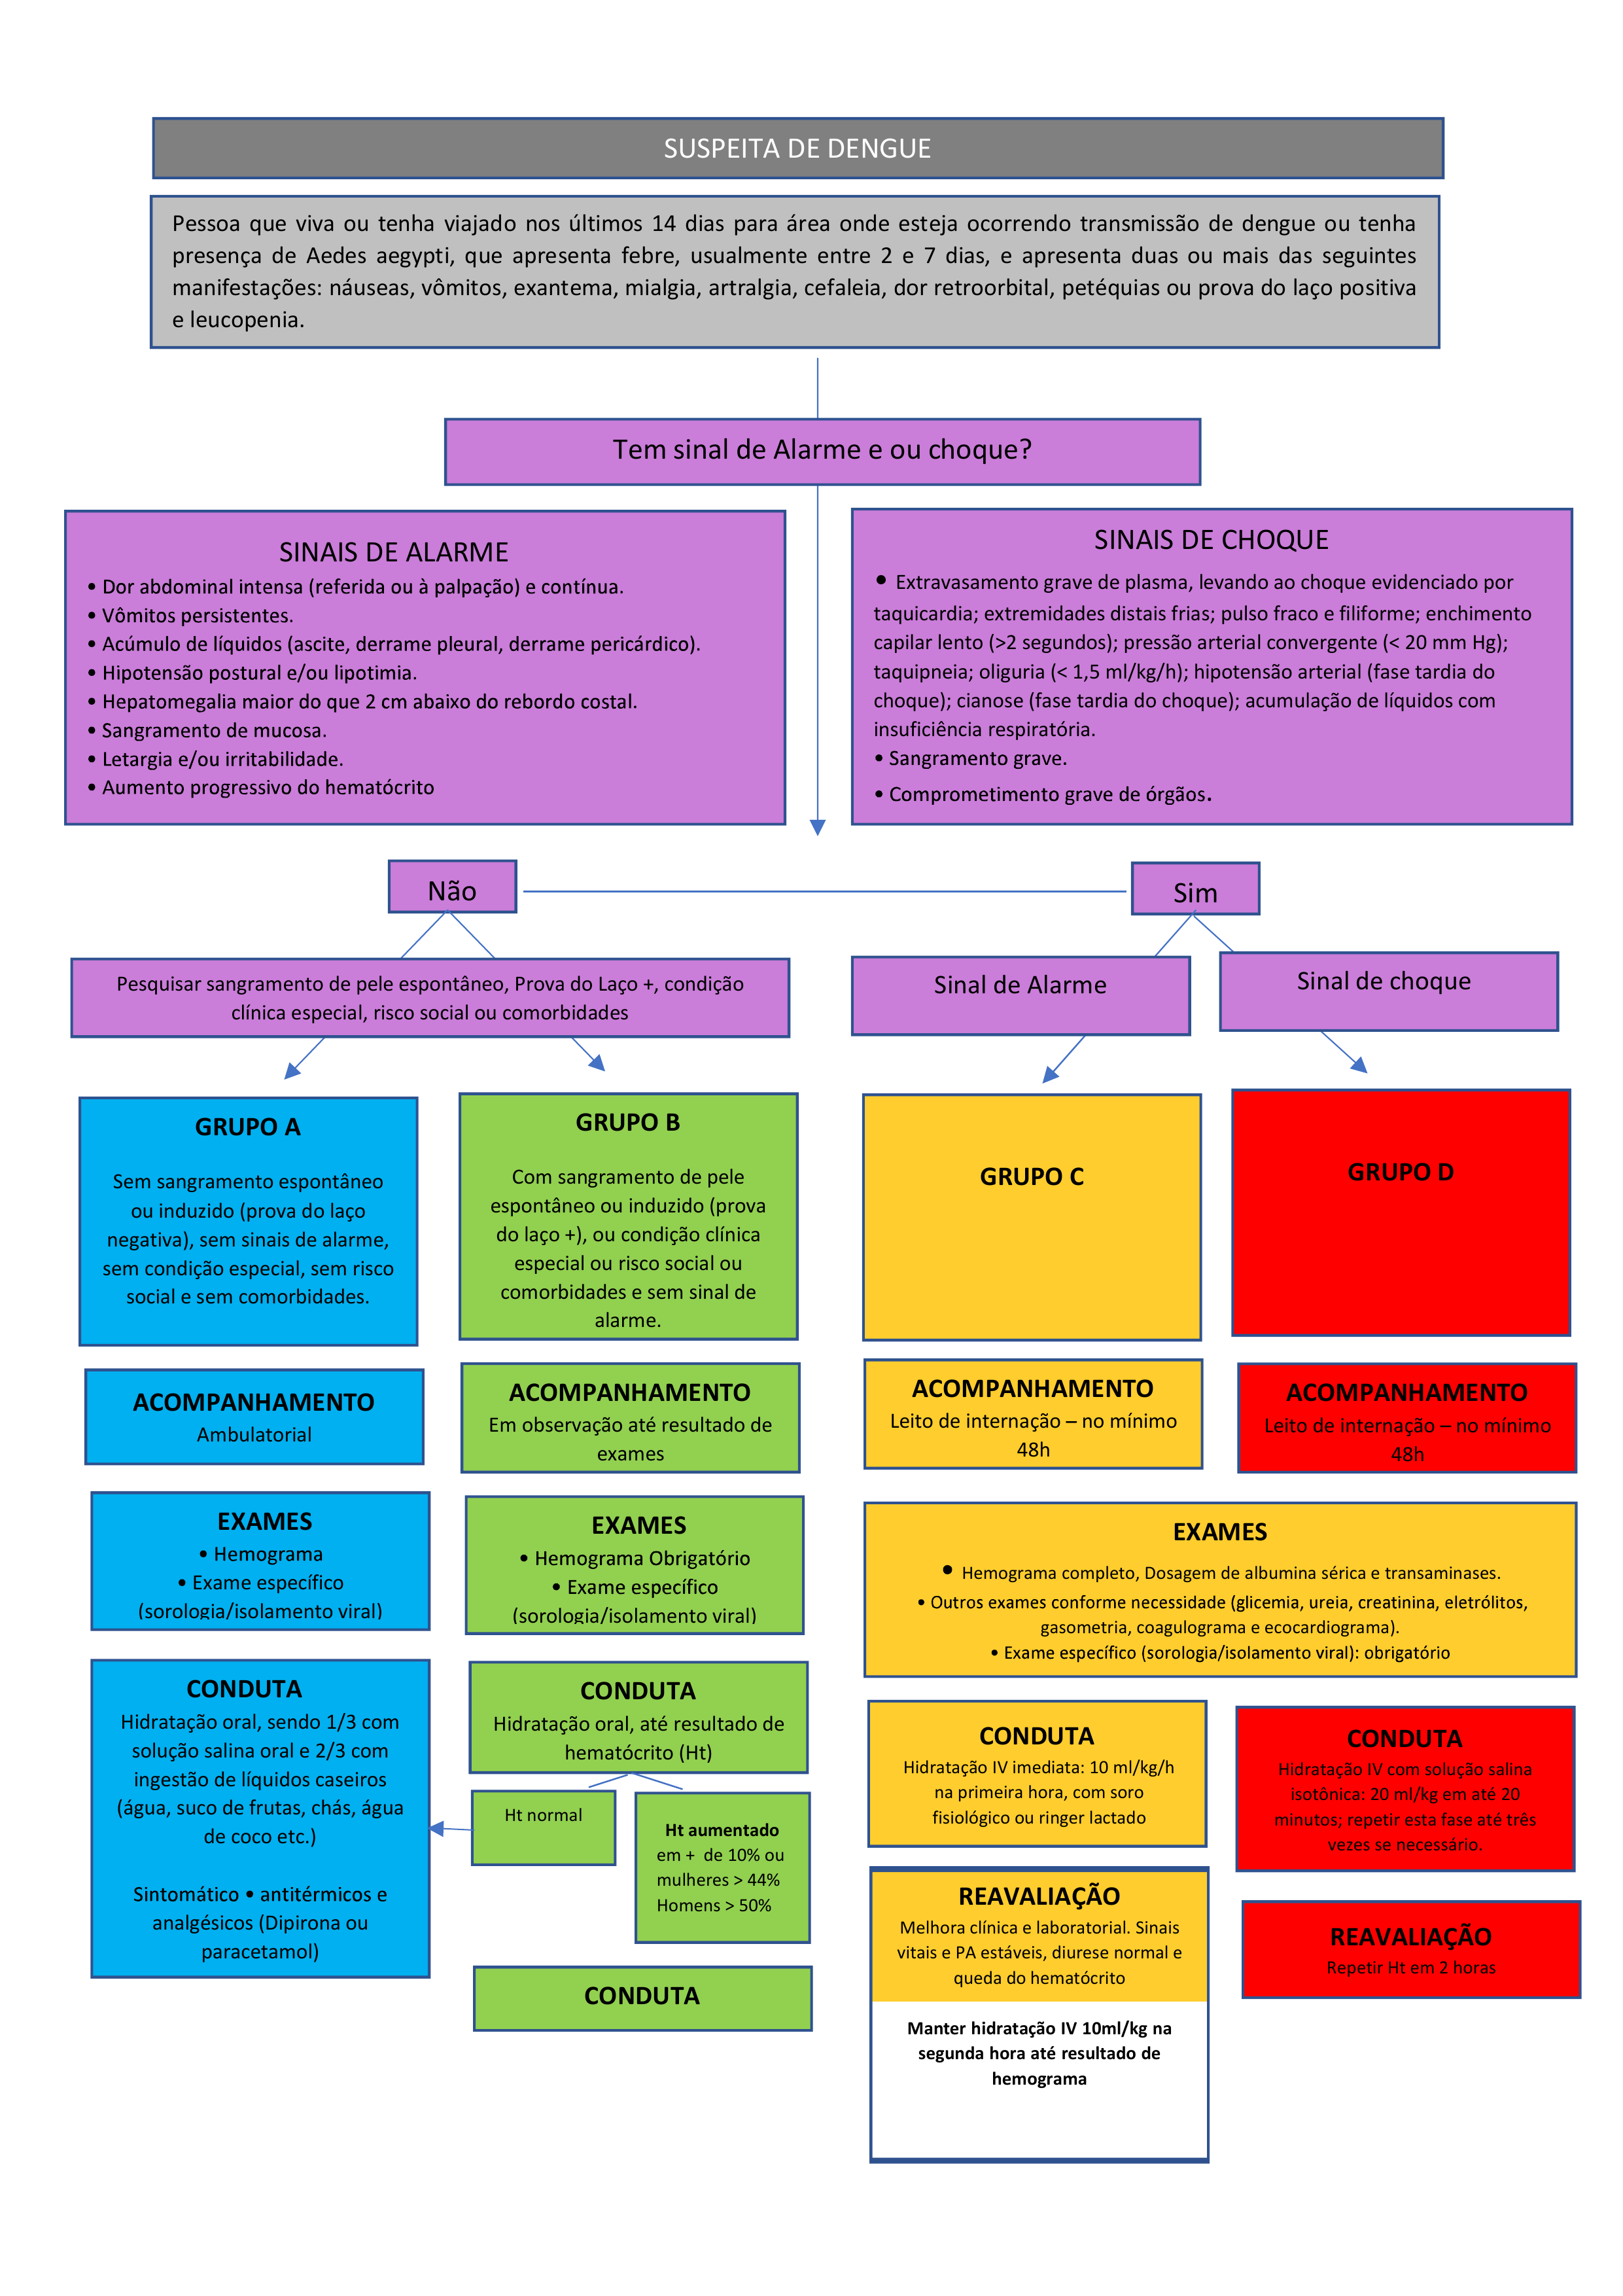 SUSPEITA DE DENGUE
Pessoa que viva ou tenha viajado nos últimos 14 dias para área onde esteja ocorrendo transmissão de dengue ou tenha
presença de Aedes aegypti, que apresenta febre, usualmente entre 2 e 7 dias, e apresenta duas ou mais das seguintes
manifestações: náuseas, vômitos, exantema, mialgia, artralgia, cefaleia, dor retroorbital, petéquias ou prova do laço positiva
e leucopenia.
Tem sinal de Alarme e ou choque?
SINAIS DE ALARME
• Dor abdominal intensa (referida ou à palpação) e contínua.
• Vômitos persistentes.
• Acúmulo de líquidos (ascite, derrame pleural, derrame pericárdico).
• Hipotensão postural e/ou lipotimia.
• Hepatomegalia maior do que 2 cm abaixo do rebordo costal.
• Sangramento de mucosa.
• Letargia e/ou irritabilidade.
• Aumento progressivo do hematócrito
SINAIS DE CHOQUE
• Extravasamento grave de plasma, levando ao choque evidenciado por
taquicardia; extremidades distais frias; pulso fraco e filiforme; enchimento
capilar lento (>2 segundos); pressão arterial convergente (< 20 mm Hg);
taquipneia; oliguria (< 1,5 ml/kg/h); hipotensão arterial (fase tardia do
choque); cianose (fase tardia do choque); acumulação de líquidos com
insuficiência respiratória.
• Sangramento grave.
• Comprometimento grave de órgãos.
Não
Sim
Pesquisar sangramento de pele espontâneo, Prova do Laço +, condição
clínica especial, risco social ou comorbidades
Sinal de Alarme
Sinal de choque
GRUPO A
Sem sangramento espontâneo
ou induzido (prova do laço
negativa), sem sinais de alarme,
sem condição especial, sem risco
social e sem comorbidades.
GRUPO B
Com sangramento de pele
espontâneo ou induzido (prova
do laço +), ou condição clínica
especial ou risco social ou
comorbidades e sem sinal de
alarme.
GRUPO C
GRUPO D
ACOMPANHAMENTO
Ambulatorial
ACOMPANHAMENTO
Em observação até resultado de
exames
ACOMPANHAMENTO
Leito de internação – no mínimo
48h
ACOMPANHAMENTO
Leito de internação – no mínimo
48h
EXAMES
• Hemograma
• Exame específico
(sorologia/isolamento viral)
EXAMES
• Hemograma Obrigatório
• Exame específico
(sorologia/isolamento viral)
EXAMES
• Hemograma completo, Dosagem de albumina sérica e transaminases.
• Outros exames conforme necessidade (glicemia, ureia, creatinina, eletrólitos,
gasometria, coagulograma e ecocardiograma).
• Exame específico (sorologia/isolamento viral): obrigatório
CONDUTA
Hidratação oral, sendo 1/3 com
solução salina oral e 2/3 com
ingestão de líquidos caseiros
(água, suco de frutas, chás, água
de coco etc.)
Sintomático • antitérmicos e
analgésicos (Dipirona ou
paracetamol)
CONDUTA
Hidratação oral, até resultado de
hematócrito (Ht)
Ht normal
Ht aumentado
em + de 10% ou
mulheres > 44%
Homens > 50%
CONDUTA
CONDUTA
Hidratação IV imediata: 10 ml/kg/h
na primeira hora, com soro
fisiológico ou ringer lactado
REAVALIAÇÃO
Melhora clínica e laboratorial. Sinais
vitais e PA estáveis, diurese normal e
queda do hematócrito
Manter hidratação IV 10ml/kg na
segunda hora até resultado de
hemograma
CONDUTA
Hidratação IV com solução salina
isotônica: 20 ml/kg em até 20
minutos; repetir esta fase até três
vezes se necessário.
REAVALIAÇÃO
Repetir Ht em 2 horas